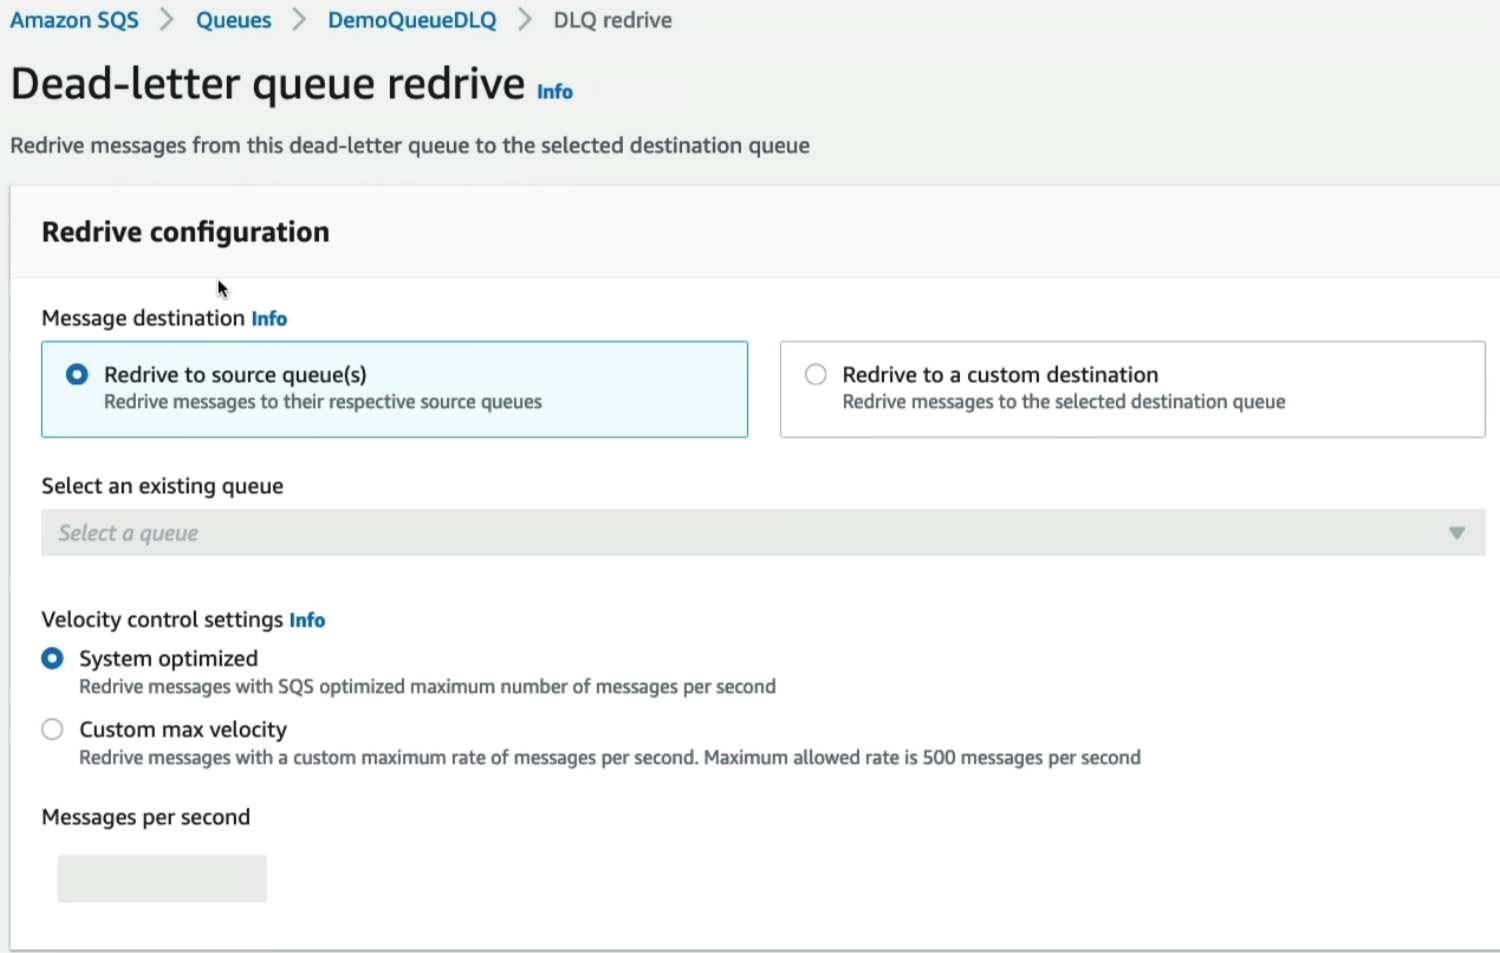 Amazon SQS > Queues > DemoQueueDLQ > DLQ redrive
Dead-letter queue redrive Info
Redrive messages from this dead-letter queue to the selected destination queue
Redrive configuration
Message destination Info
Redrive to source queue(s)
Redrive messages to their respective source queues
Redrive to a custom destination
Redrive messages to the selected destination queue
Select an existing queue
Select a queue
Velocity control settings Info
System optimized
Redrive messages with SQS optimized maximum number of messages per second
Custom max velocity
Redrive messages with a custom maximum rate of messages per second. Maximum allowed rate is 500 messages per second
Messages per second